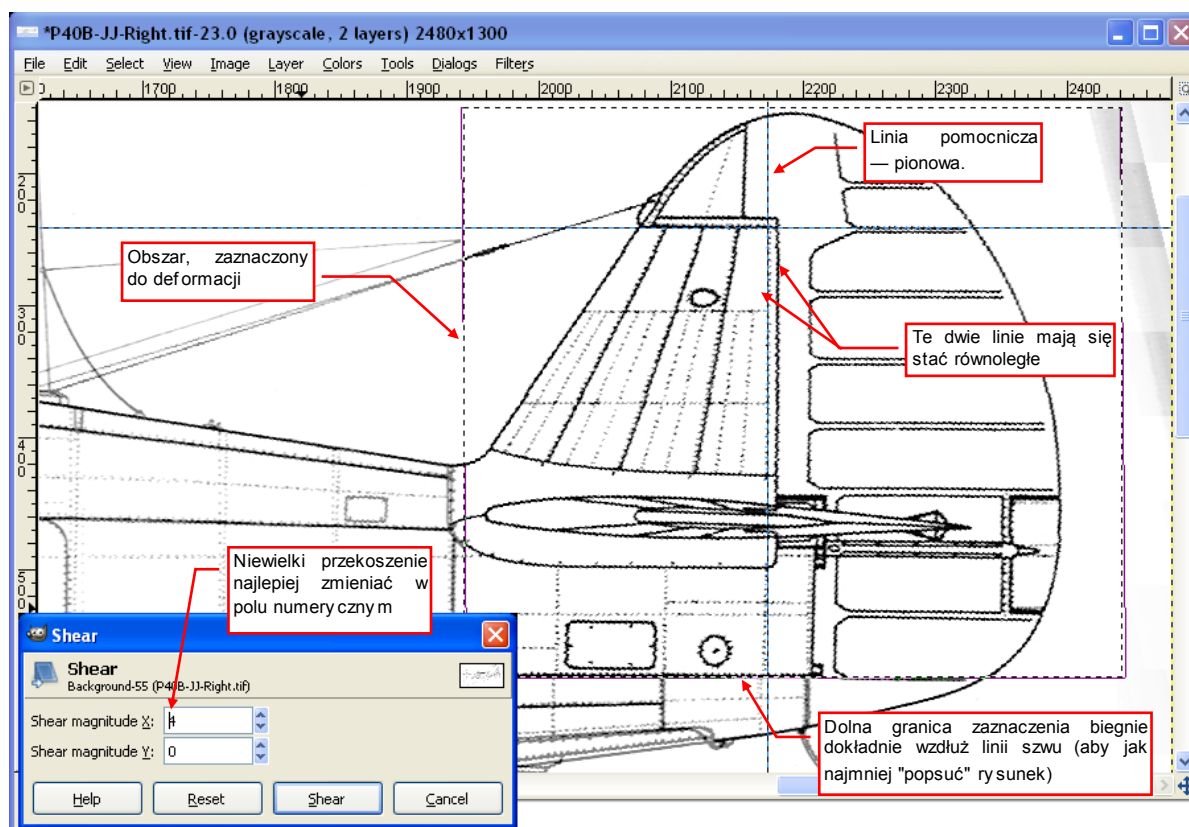 *P40B-JJ-Right.tif-23.0 (grayscale, 2 layers) 2480x1300
File Edit Select View Image Layer Colors Tools Dialogs Filters
1700 1800 1900 2000 2100 2200 2300 2400
200
300
400
500
Linia pomocnicza
— pionowa.
Obszar, zaznaczony
do deformacji
Te dwie linie mają się
stać równoległe
Niewielki przekoszenie
najlepiej zmieniać w
polu numerycznym
Dolna granica zaznaczenia biegnie
dokładnie wzdłuż linii szwu (aby jak
najmniej "popsuć" rysunek)
Shear
Shear
Background-55 (P40B-JJ-Right.tif)
Shear magnitude X: 4
Shear magnitude Y: 0
Help Reset Shear Cancel